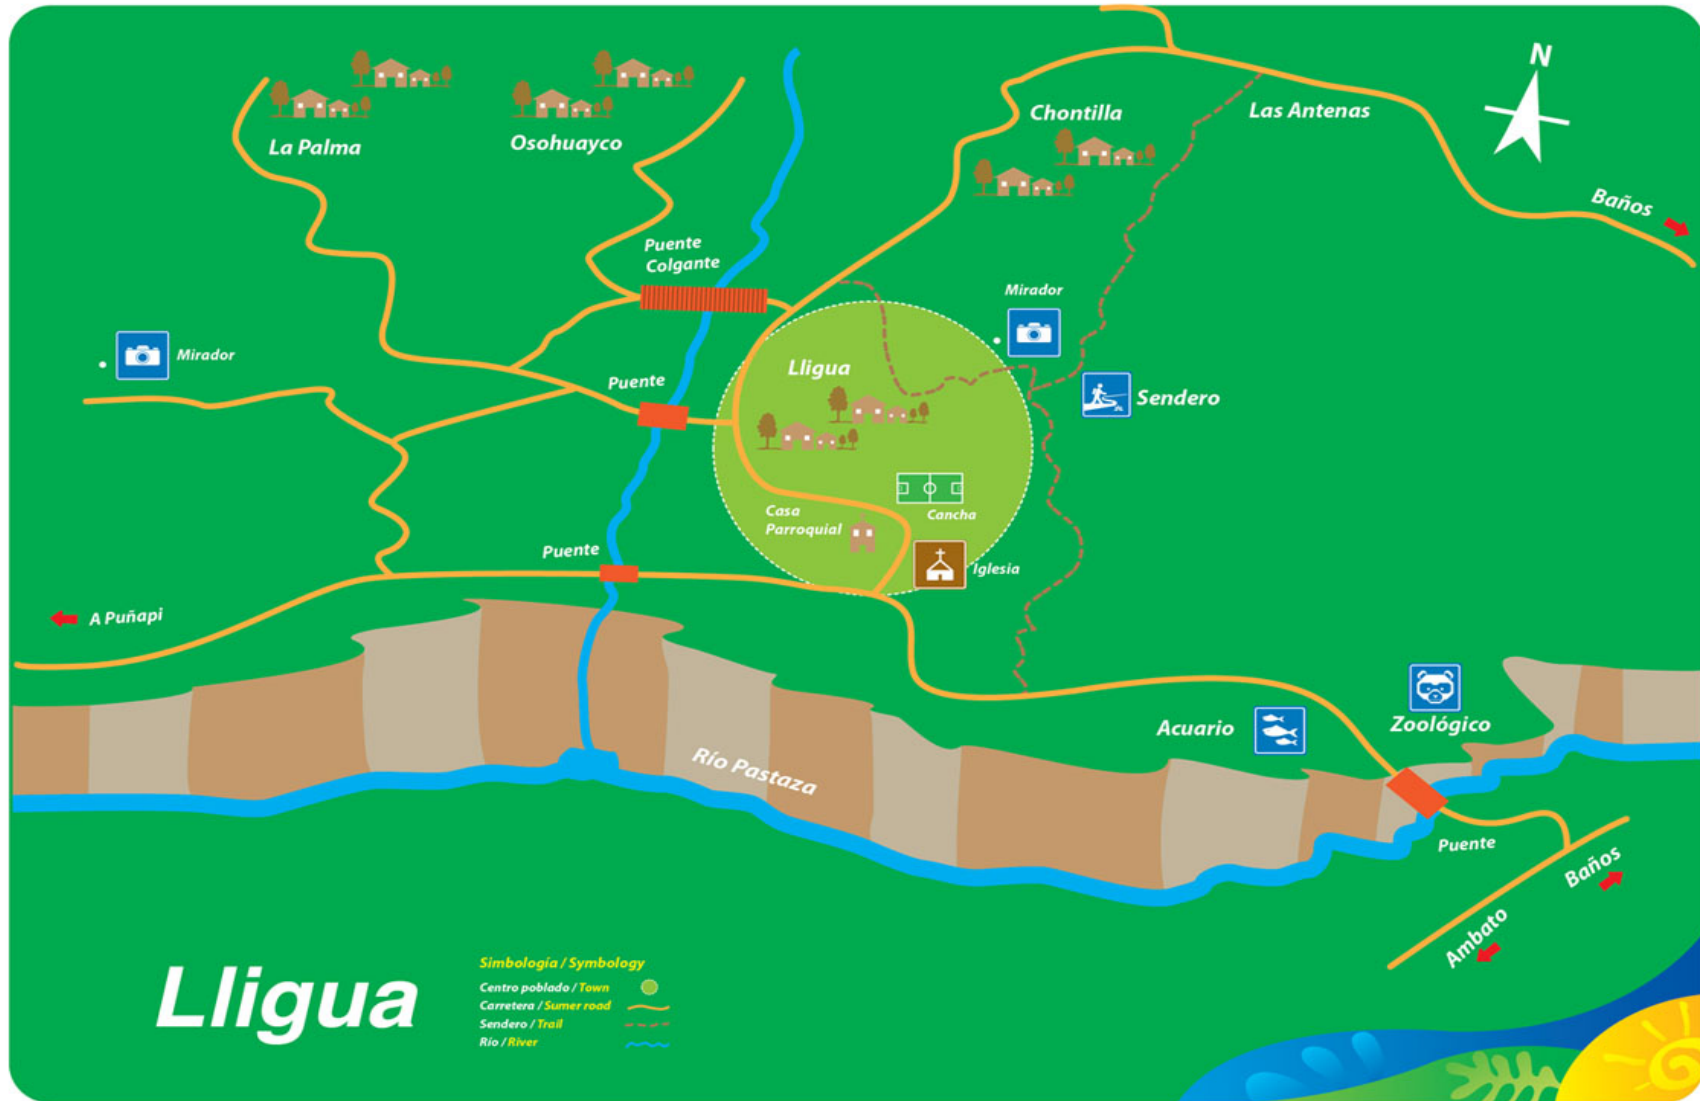 N
La Palma
Osohuayco
Chontilla
Las Antenas
Baños
Puente
Colgante
Mirador
Mirador
Lligua
Puente
Sendero
Casa
Parroquial
Cancha
Puente
Iglesia
A Puñapi
Zoológico
Acuario
Río Pastaza
Puente
Baños
Ambato
Lligua
Simbología / Symbology
Centro poblado / Town
Carretera / Sumer road
Sendero / Trail
Río / River